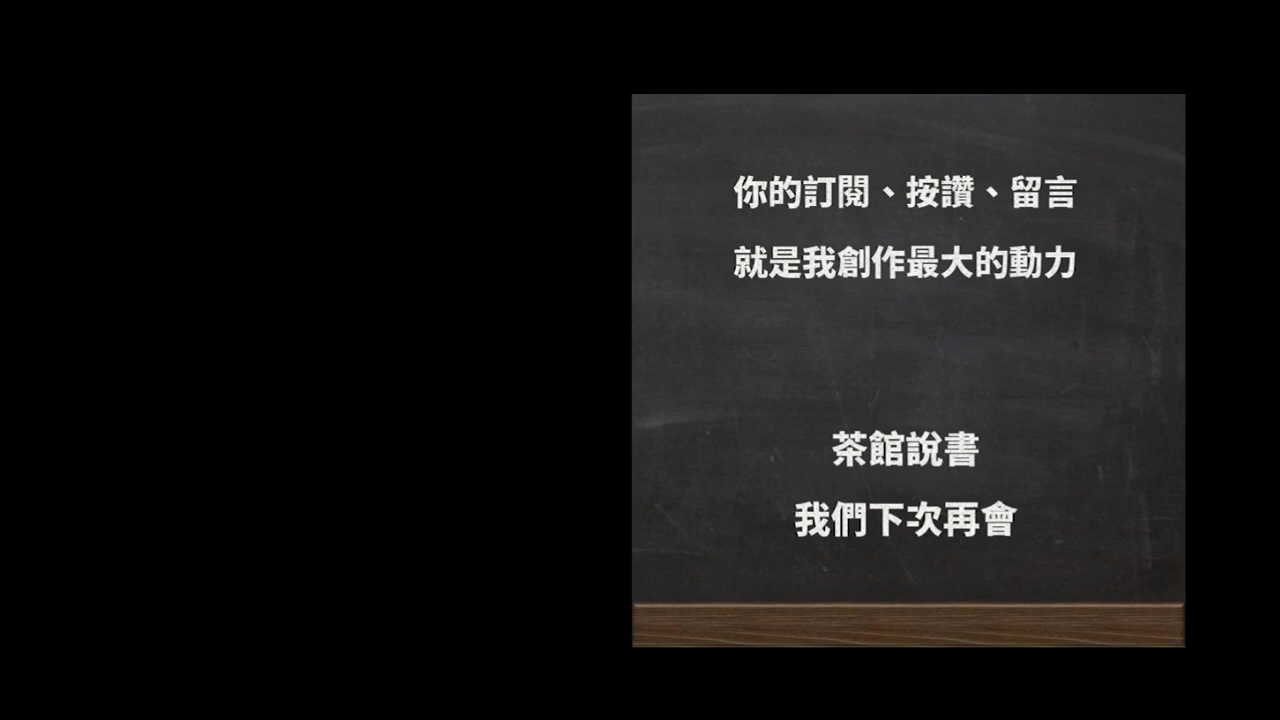 你的訂閱、按讚、留言
就是我創作最大的動力
茶館說書
我們下次再會